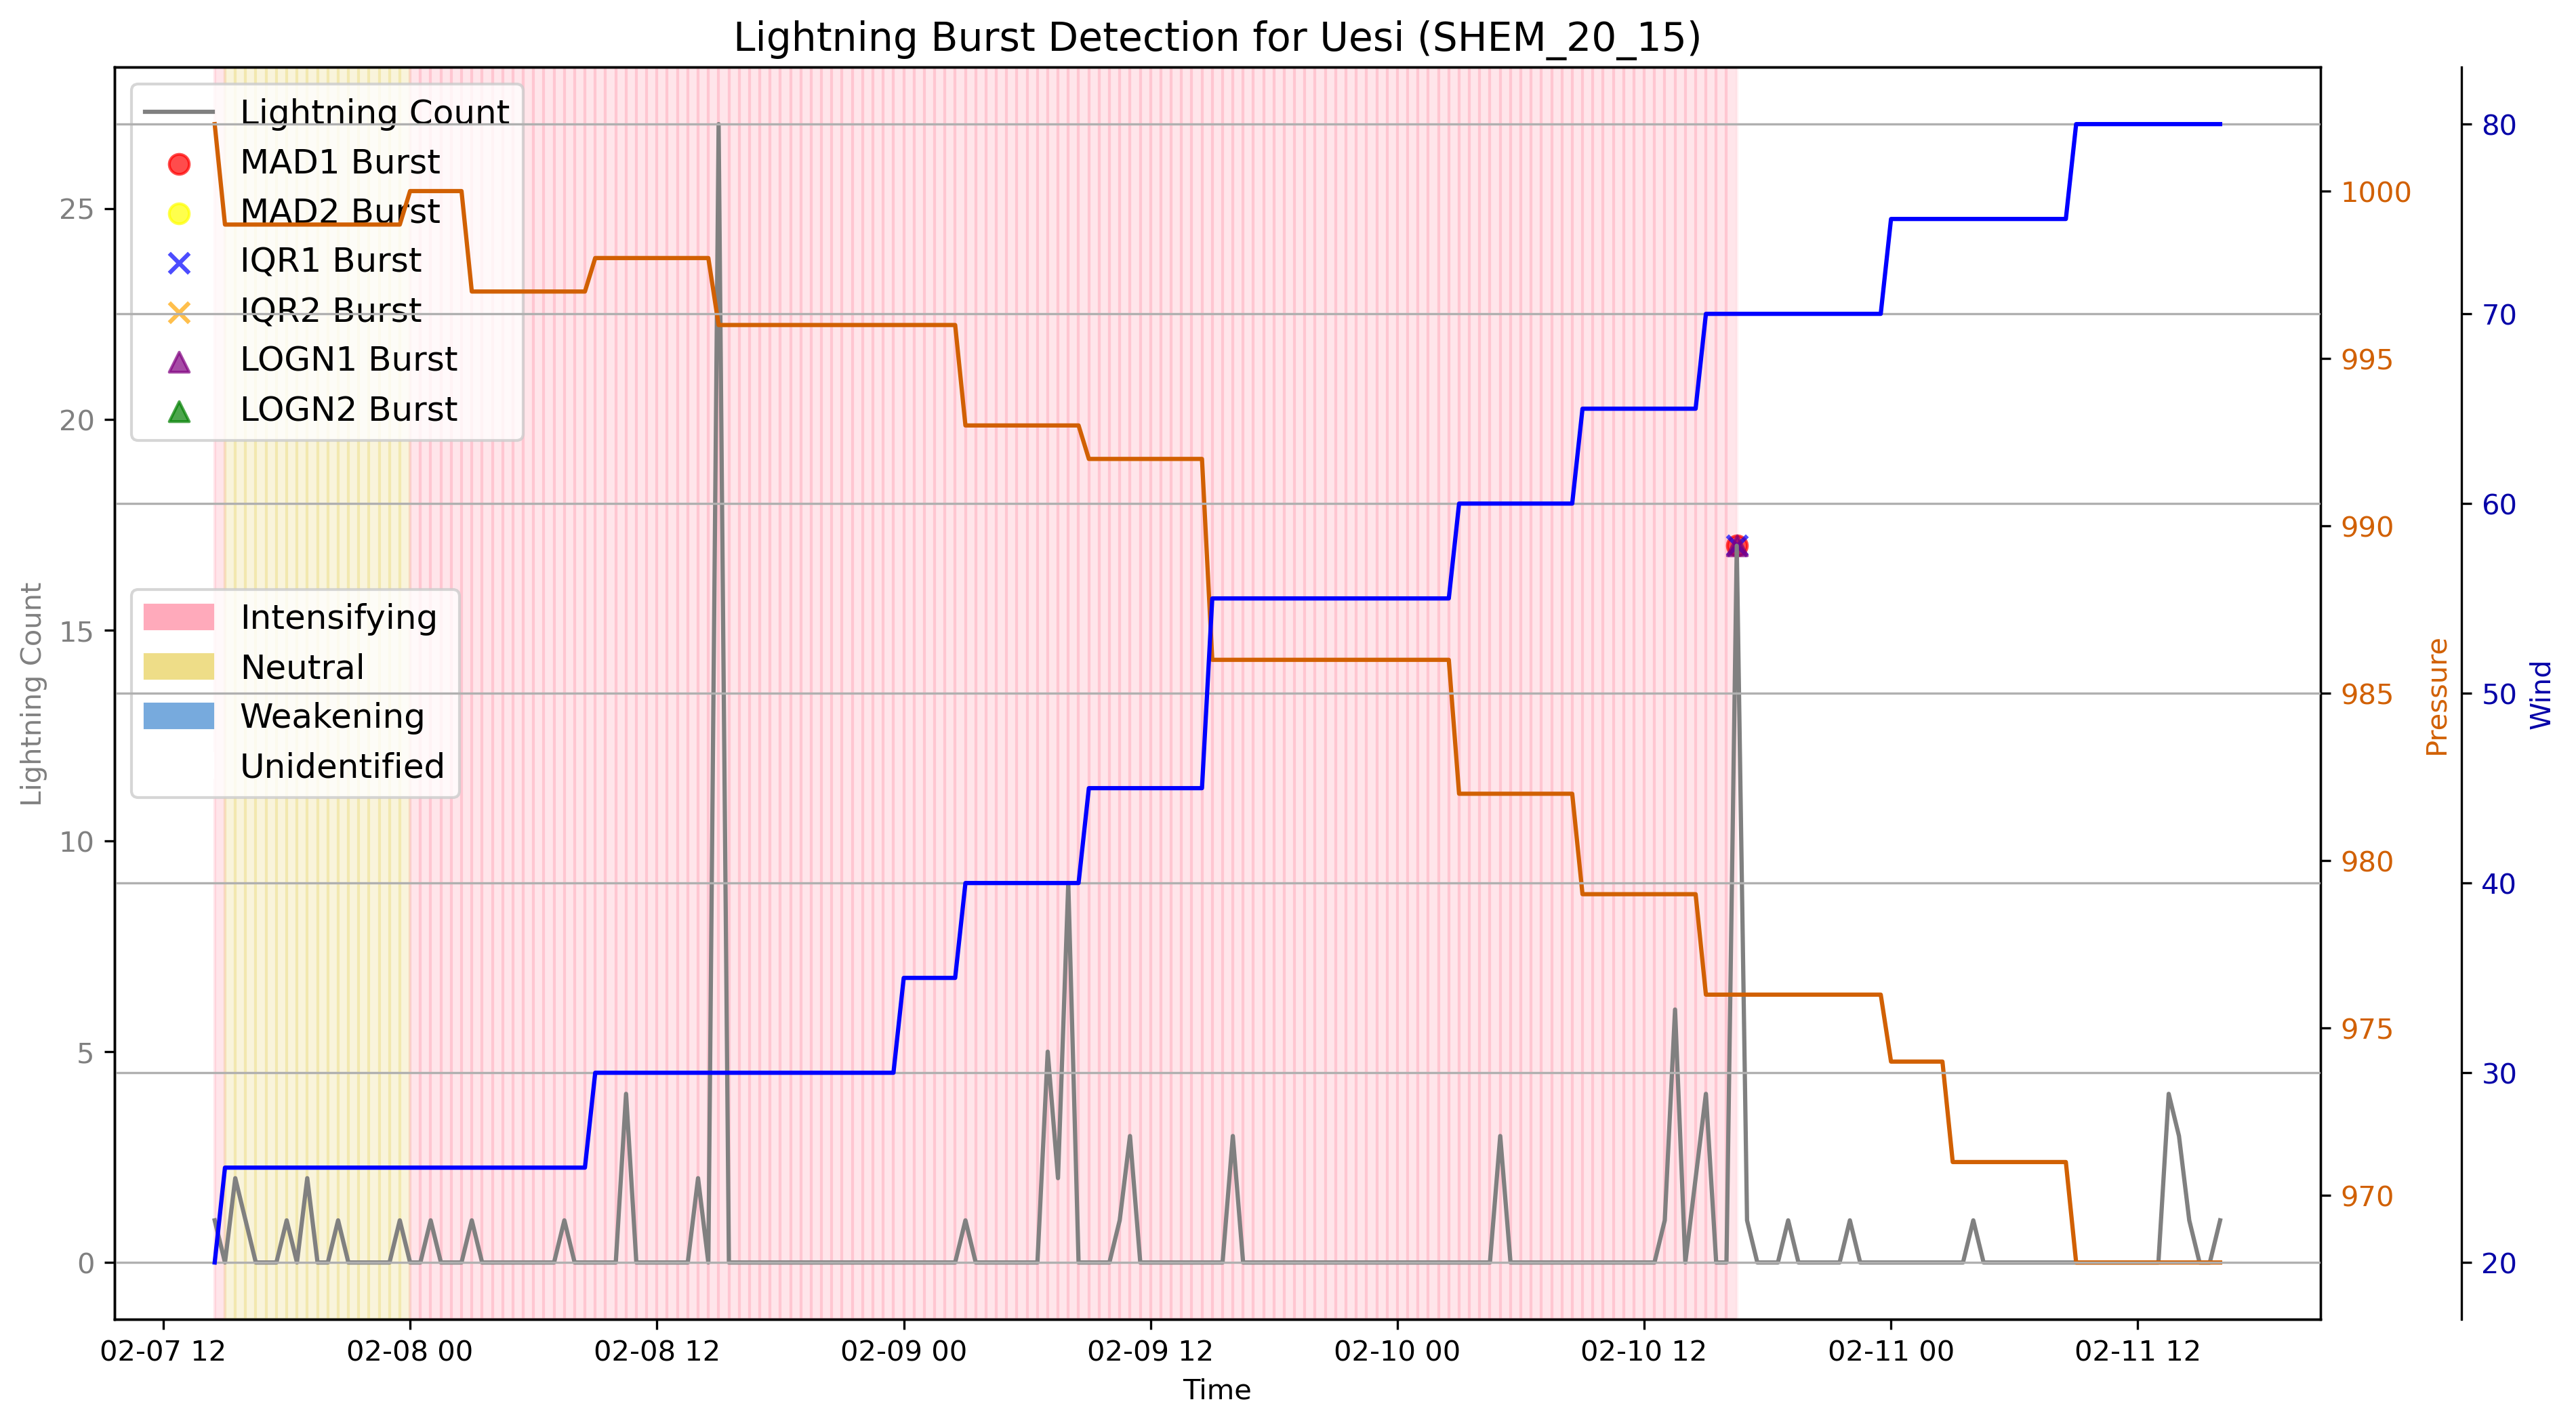 Lightning Burst Detection for Uesi (SHEM_20_15)
Lightning Count
MAD1 Burst
MAD2 Burst
IQR1 Burst
IQR2 Burst
LOGN1 Burst
LOGN2 Burst
Intensifying
Neutral
Weakening
Unidentified
Lightning Count
25
20
15
10
5
0
1000
995
990
985
980
975
970
Pressure
80
70
60
50
40
30
20
Wind
02-07 12
02-08 00
02-08 12
02-09 00
02-09 12
02-10 00
02-10 12
02-11 00
02-11 12
Time